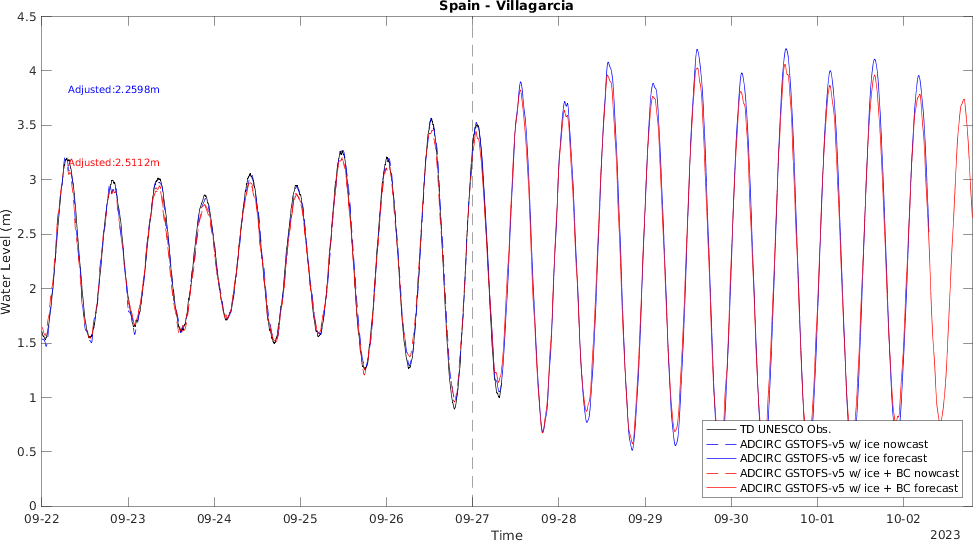 Spain - Villagarcia
4.5
4
3.5
3
2.5
2
1.5
1
0.5
0
Water Level (m)
Adjusted:2.2598m
Adjusted:2.5112m
TD UNESCO Obs.
ADCIRC GSTOFS-v5 w/ ice nowcast
ADCIRC GSTOFS-v5 w/ ice forecast
ADCIRC GSTOFS-v5 w/ ice + BC nowcast
ADCIRC GSTOFS-v5 w/ ice + BC forecast
09-22 09-23 09-24 09-25 09-26 09-27 09-28 09-29 09-30 10-01 10-02
Time
2023